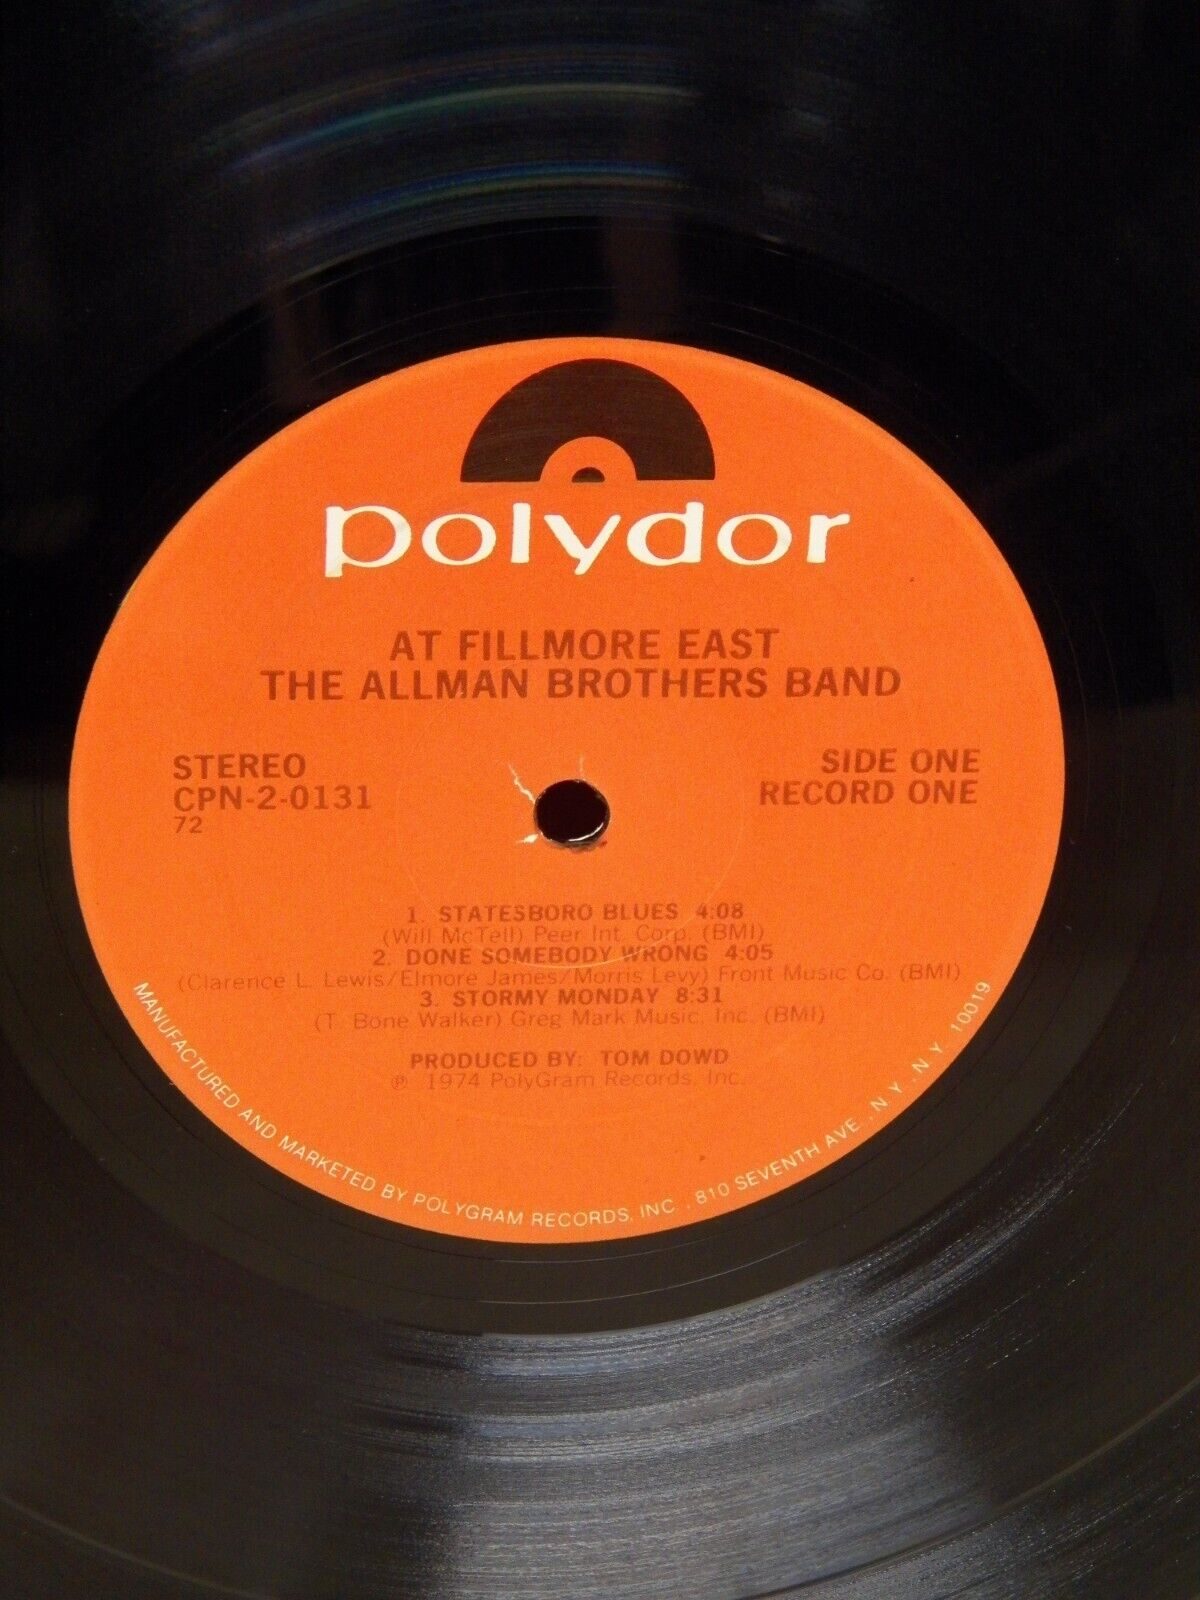 polydor
AT FILLMORE EAST
THE ALLMAN BROTHERS BAND
STEREO
CPN-2-0131
72
SIDE ONE
RECORD ONE
1. STATESBORO BLUES 4:08
(Will McTell) Peer Int. Corp. (BMI)
2. DONE SOMEBODY WRONG 4:05
(Clarence L. Lewis/Elmore James/Morris Levy) Front Music Co. (BMI)
3. STORMY MONDAY 8:31
(T. Bone Walker) Greg Mark Music, Inc. (BMI)
PRODUCED BY: TOM DOWD
℗ 1974 PolyGram Records, Inc.
MANUFACTURED AND MARKETED BY POLYGRAM RECORDS, INC., 810 SEVENTH AVE., N.Y., N.Y. 10019